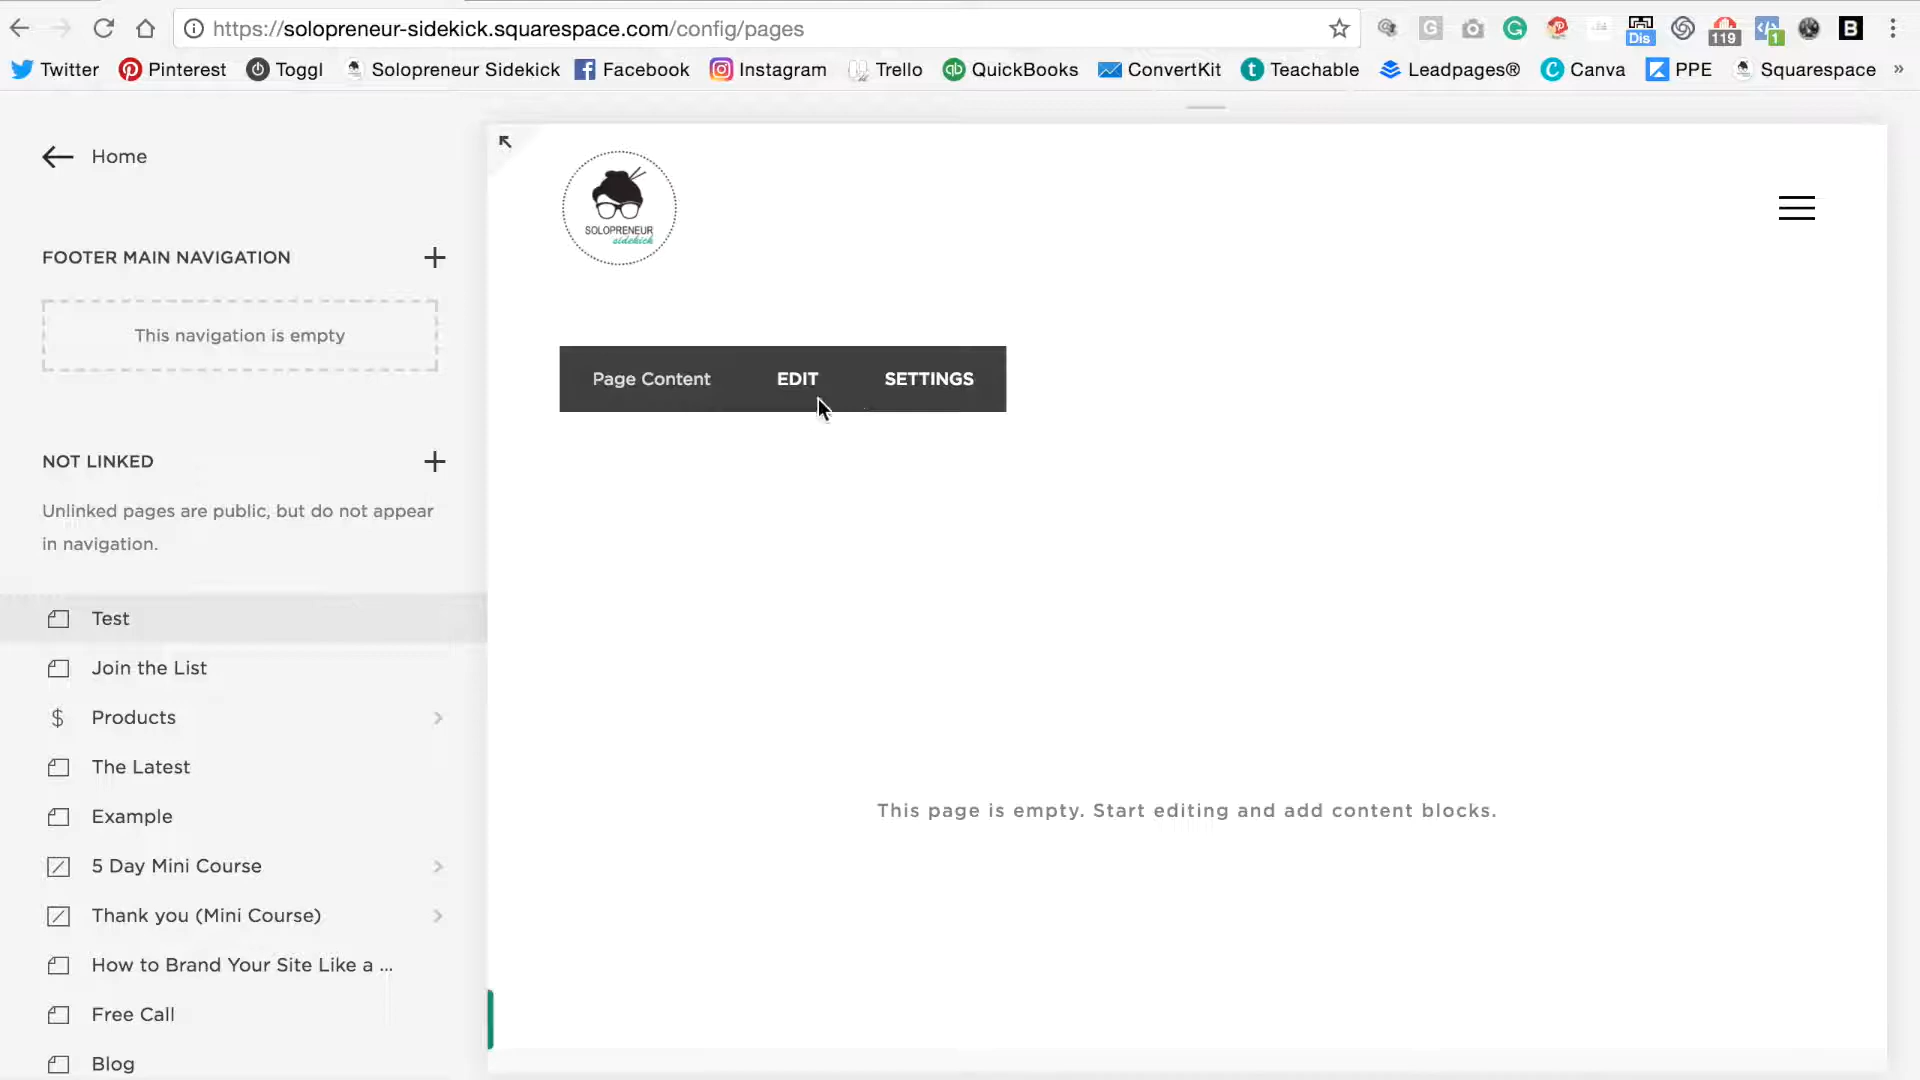 https://solopreneur-sidekick.squarespace.com/config/pages
Dis
119
1
B
Twitter
Pinterest
Toggl
Solopreneur Sidekick
Facebook
Instagram
Trello
QuickBooks
ConvertKit
Teachable
Leadpages®
Canva
PPE
Squarespace
»
Home
FOOTER MAIN NAVIGATION
This navigation is empty
NOT LINKED
Unlinked pages are public, but do not appear
in navigation.
Test
Join the List
Products
The Latest
Example
5 Day Mini Course
Thank you (Mini Course)
How to Brand Your Site Like a ...
Free Call
Blog
SOLOPRENEUR
sidekick
Page Content
EDIT
SETTINGS
This page is empty. Start editing and add content blocks.